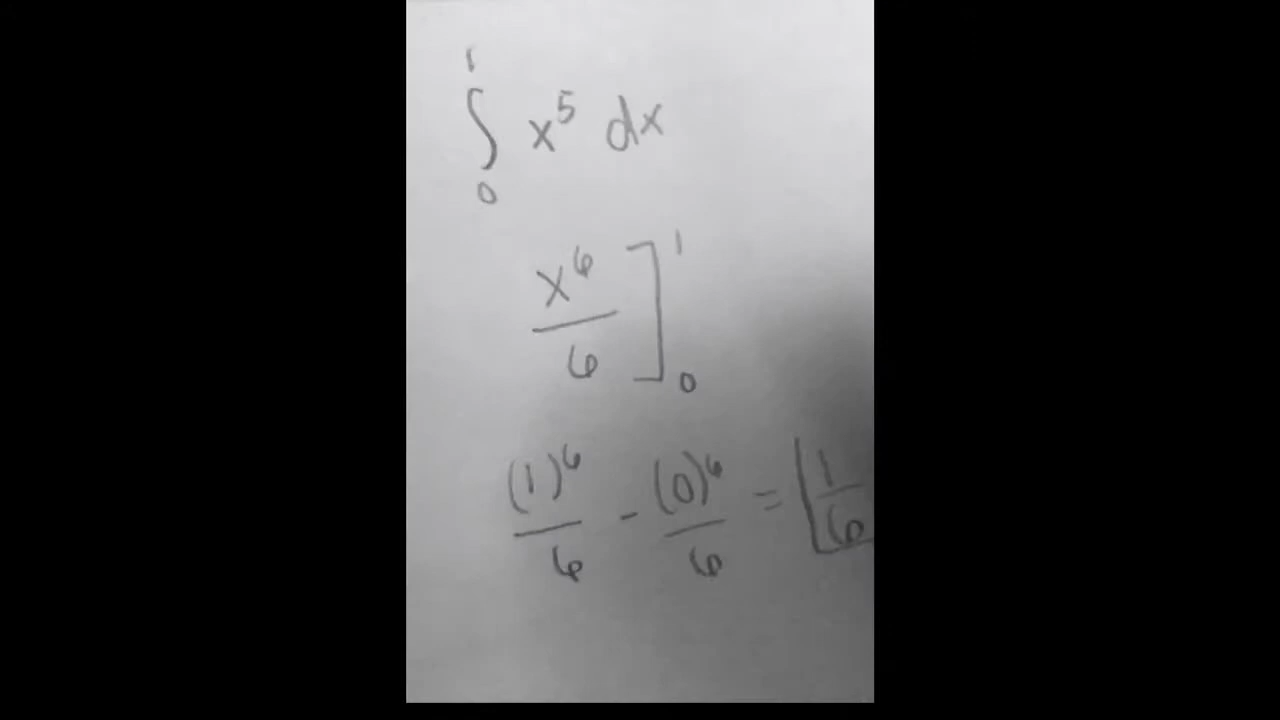 ∫₀¹ x⁵ dx
x⁶/6 ]₀¹
(1)⁶/6 - (0)⁶/6 = 1/6